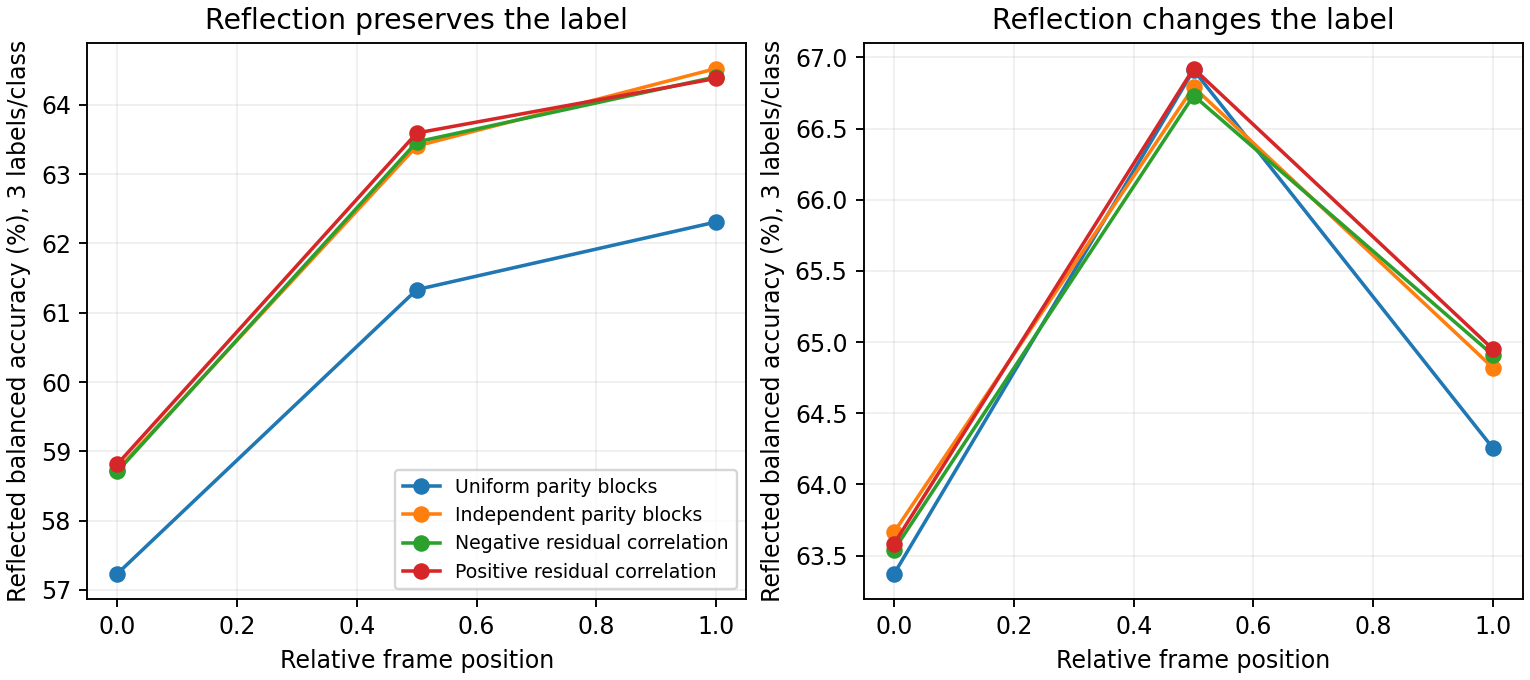 Reflection preserves the label
Reflected balanced accuracy (%), 3 labels/class
64
63
62
61
60
59
58
57
0.0
0.2
0.4
0.6
0.8
1.0
Relative frame position
Uniform parity blocks
Independent parity blocks
Negative residual correlation
Positive residual correlation
Reflection changes the label
Reflected balanced accuracy (%), 3 labels/class
67.0
66.5
66.0
65.5
65.0
64.5
64.0
63.5
0.0
0.2
0.4
0.6
0.8
1.0
Relative frame position